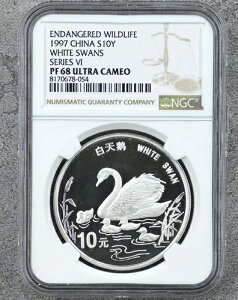 ENDANGERED WILDLIFE
1997 CHINA S10Y
WHITE SWANS
SERIES VI
PF 68 ULTRA CAMEO
8170678-054
NUMISMATIC GUARANTY COMPANY
NGC
白天鹅 WHITE SWAN
10元